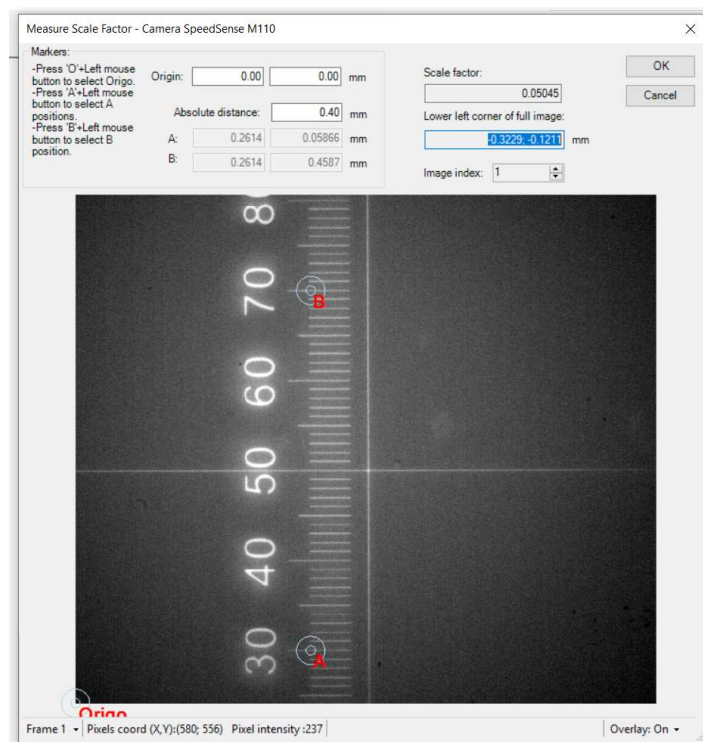 Measure Scale Factor - Camera SpeedSense M110
Markers:
-Press 'O'+Left mouse
button to select Origo.
-Press 'A'+Left mouse
button to select A
positions.
-Press 'B'+Left mouse
button to select B
position.
Origin: 0.00 0.00 mm
Absolute distance: 0.40 mm
A: 0.2614 0.05866 mm
B: 0.2614 0.4587 mm
Scale factor:
0.05045
Lower left corner of full image:
-0.3229; -0.1211 mm
Image index: 1
OK
Cancel
80
70
B
60
50
40
30
A
Origo
Frame 1 Pixels coord (X,Y):(580; 556) Pixel intensity :237 Overlay: On